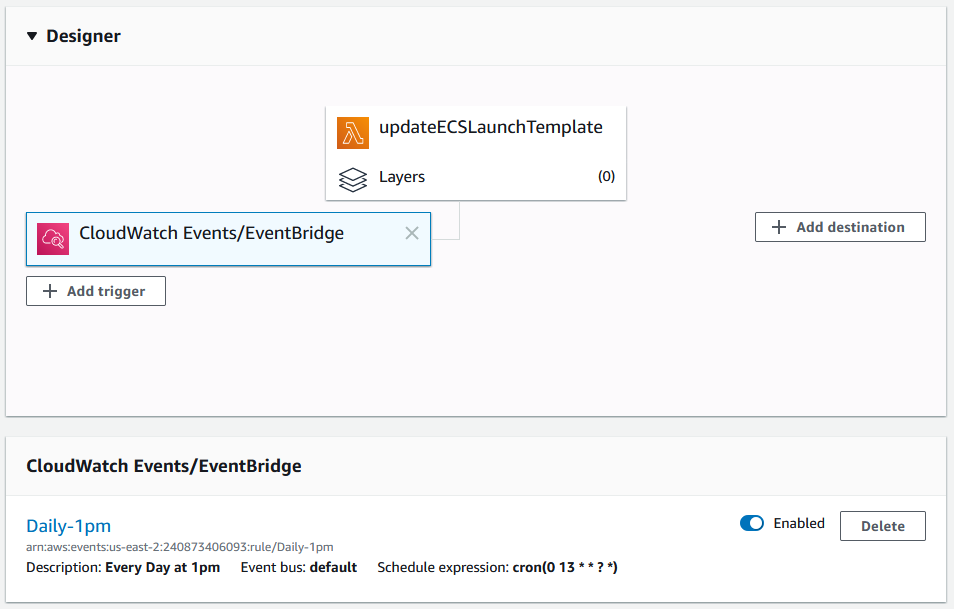 Designer
updateECSLaunchTemplate
Layers (0)
CloudWatch Events/EventBridge
Add destination
Add trigger
CloudWatch Events/EventBridge
Daily-1pm
Enabled
Delete
arn:aws:events:us-east-2:240873406093:rule/Daily-1pm
Description: Every Day at 1pm Event bus: default Schedule expression: cron(0 13 * * ? *)